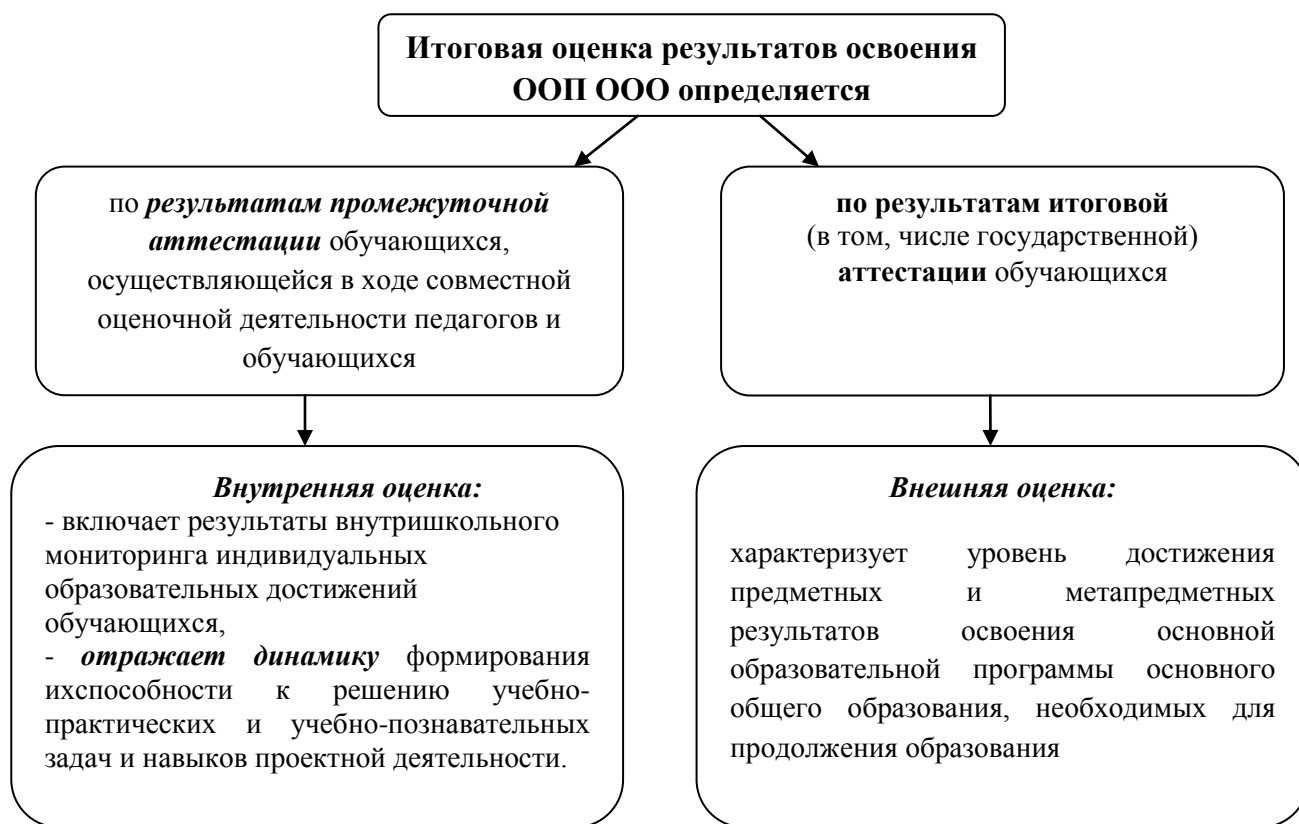 Итоговая оценка результатов освоения
ООП ООО определяется
по результатам промежуточной
аттестации обучающихся,
осуществляющейся в ходе совместной
оценочной деятельности педагогов и
обучающихся
по результатам итоговой
(в том, числе государственной)
аттестации обучающихся
Внутренняя оценка:
- включает результаты внутришкольного
мониторинга индивидуальных
образовательных достижений
обучающихся,
- отражает динамику формирования
ихспособности к решению учебно-
практических и учебно-познавательных
задач и навыков проектной деятельности.
Внешняя оценка:
характеризует уровень достижения
предметных и метапредметных
результатов освоения основной
образовательной программы основного
общего образования, необходимых для
продолжения образования